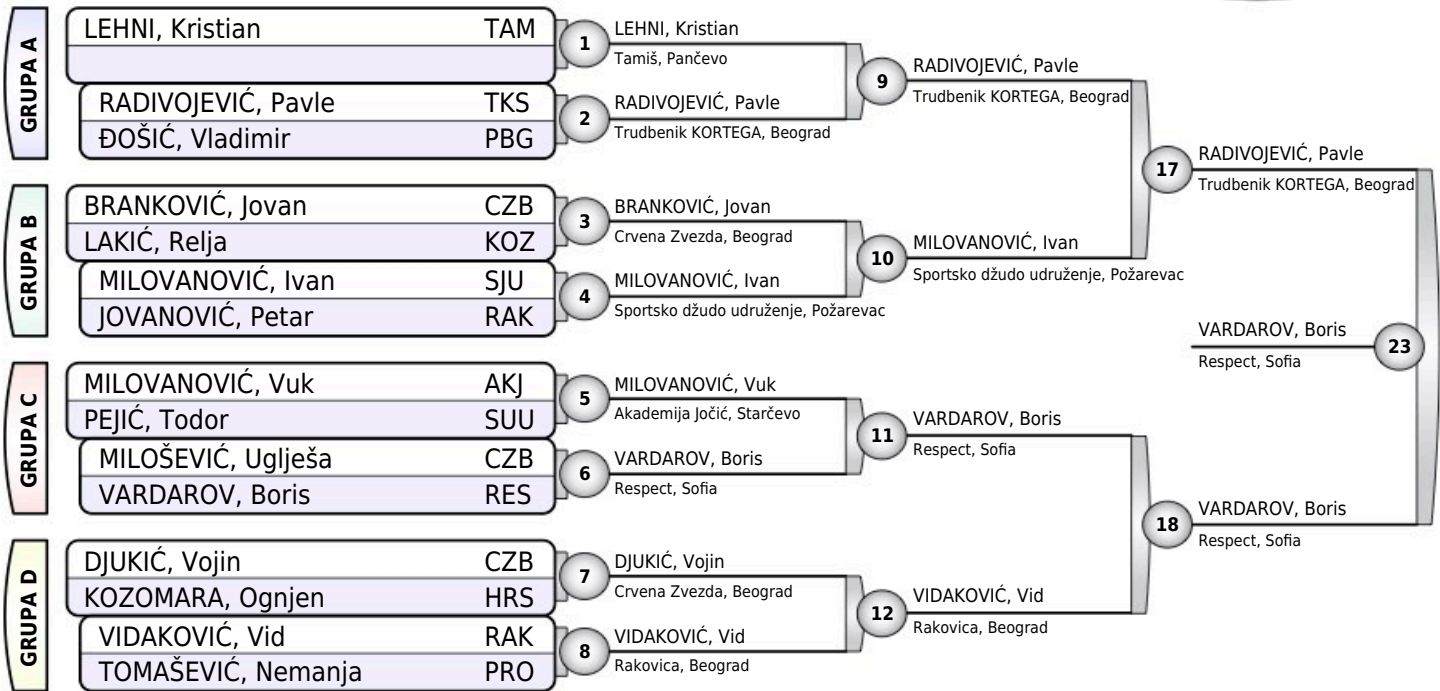 GRUPA A
LEHNI, Kristian TAM
RADIVOJEVIĆ, Pavle TKS
ĐOŠIĆ, Vladimir PBG
GRUPA B
BRANKOVIĆ, Jovan CZB
LAKIĆ, Relja KOZ
MILOVANOVIĆ, Ivan SJU
JOVANOVIĆ, Petar RAK
GRUPA C
MILOVANOVIĆ, Vuk AKJ
PEJIĆ, Todor SUU
MILOŠEVIĆ, Uglješa CZB
VARDAROV, Boris RES
GRUPA D
DJUKIĆ, Vojin CZB
KOZOMARA, Ognjen HRS
VIDAKOVIĆ, Vid RAK
TOMAŠEVIĆ, Nemanja PRO
1
LEHNI, Kristian
Tamiš, Pančevo
2
RADIVOJEVIĆ, Pavle
Trudbenik KORTEGA, Beograd
3
BRANKOVIĆ, Jovan
Crvena Zvezda, Beograd
4
MILOVANOVIĆ, Ivan
Sportsko džudo udruženje, Požarevac
5
MILOVANOVIĆ, Vuk
Akademija Jočić, Starčevo
6
VARDAROV, Boris
Respect, Sofia
7
DJUKIĆ, Vojin
Crvena Zvezda, Beograd
8
VIDAKOVIĆ, Vid
Rakovica, Beograd
9
RADIVOJEVIĆ, Pavle
Trudbenik KORTEGA, Beograd
10
MILOVANOVIĆ, Ivan
Sportsko džudo udruženje, Požarevac
11
VARDAROV, Boris
Respect, Sofia
12
VIDAKOVIĆ, Vid
Rakovica, Beograd
17
RADIVOJEVIĆ, Pavle
Trudbenik KORTEGA, Beograd
18
VARDAROV, Boris
Respect, Sofia
VARDAROV, Boris
Respect, Sofia
23